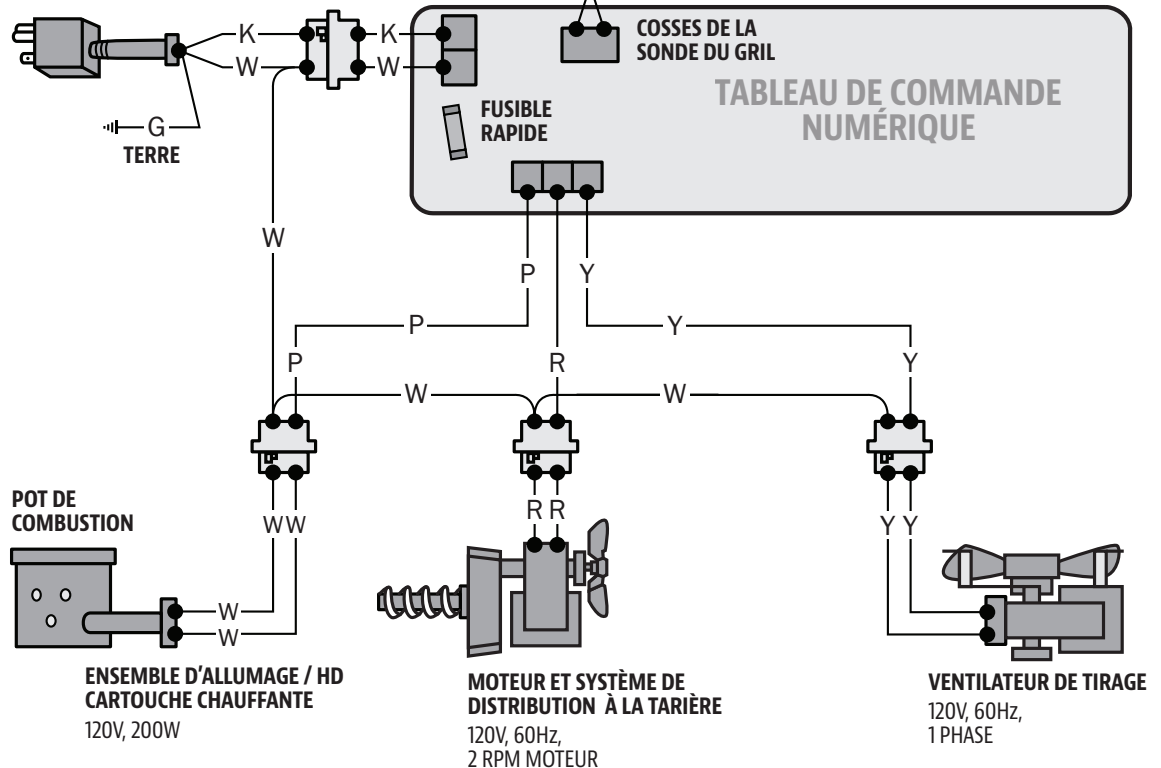 K
K
W
W
G
TERRE
COSSES DE LA
SONDE DU GRIL
FUSIBLE
RAPIDE
TABLEAU DE COMMANDE
NUMÉRIQUE
W
P
Y
P
Y
P
R
Y
W
W
POT DE
COMBUSTION
W W
R R
Y Y
W
W
ENSEMBLE D'ALLUMAGE / HD
CARTOUCHE CHAUFFANTE
120V, 200W
MOTEUR ET SYSTÈME DE
DISTRIBUTION À LA TARIÈRE
120V, 60Hz,
2 RPM MOTEUR
VENTILATEUR DE TIRAGE
120V, 60Hz,
1 PHASE